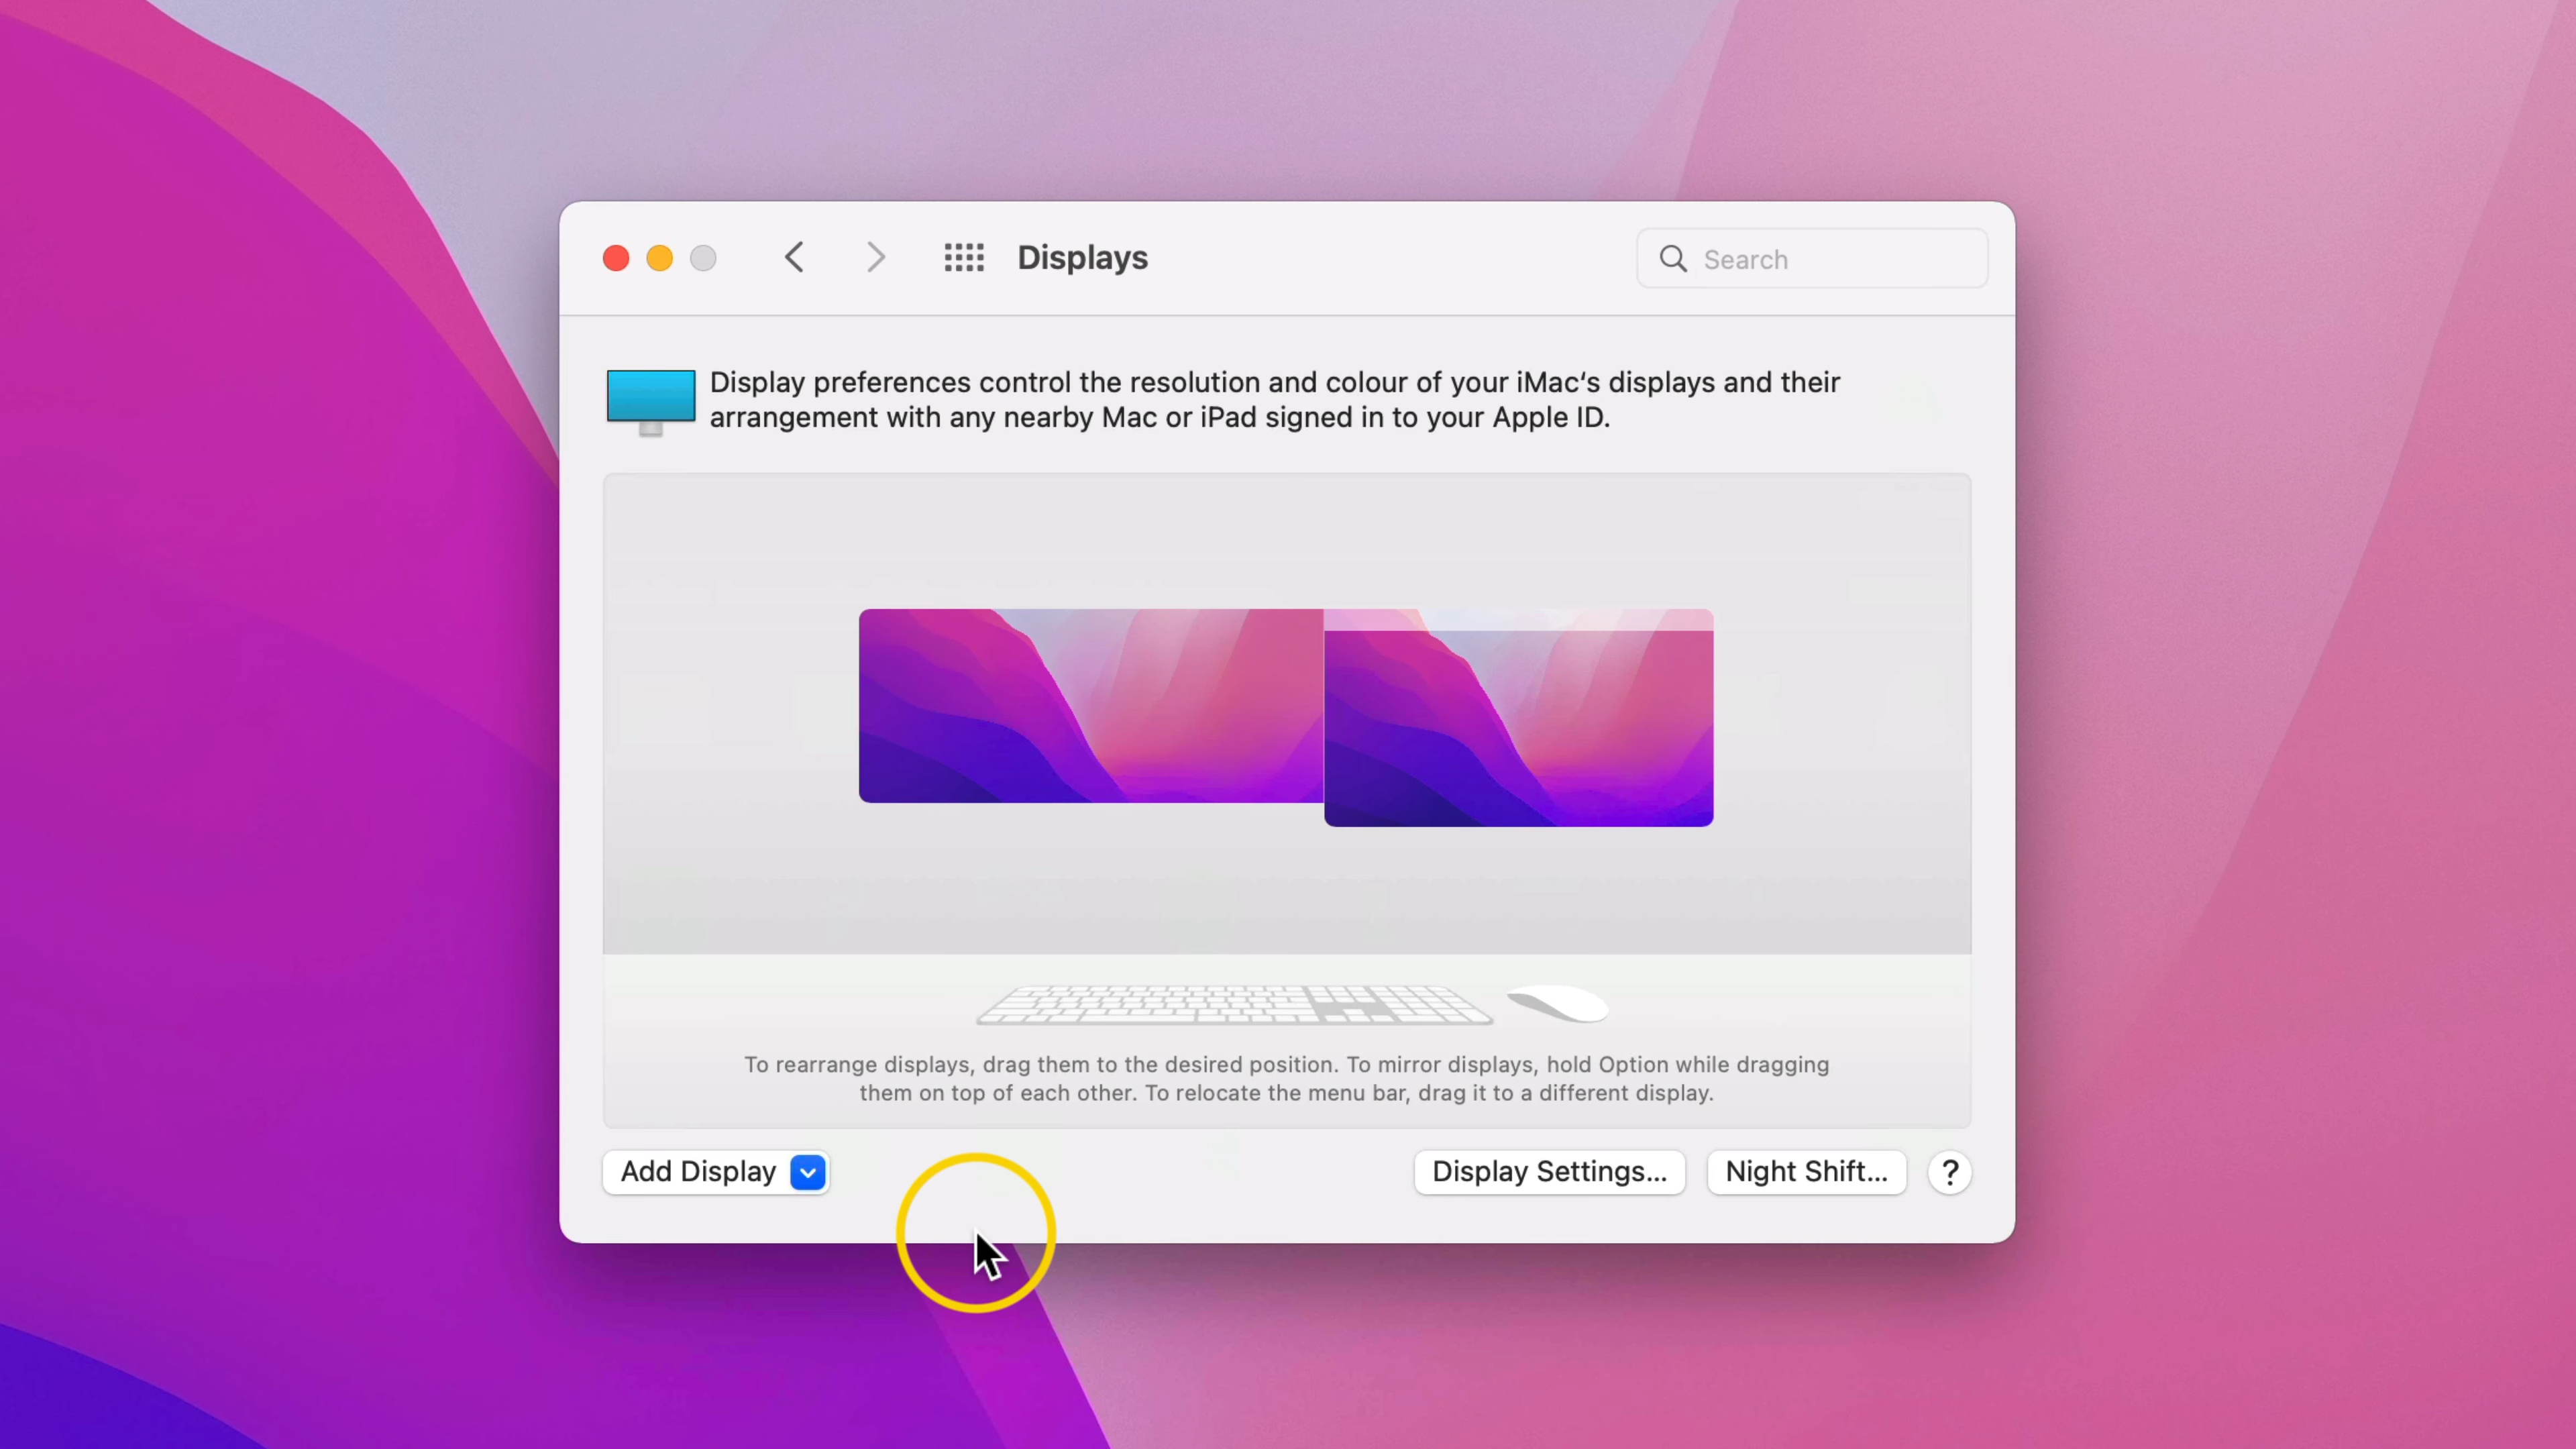 Displays
Search
Display preferences control the resolution and colour of your iMac‘s displays and their
arrangement with any nearby Mac or iPad signed in to your Apple ID.
To rearrange displays, drag them to the desired position. To mirror displays, hold Option while dragging
them on top of each other. To relocate the menu bar, drag it to a different display.
Add Display
Display Settings...
Night Shift...
?